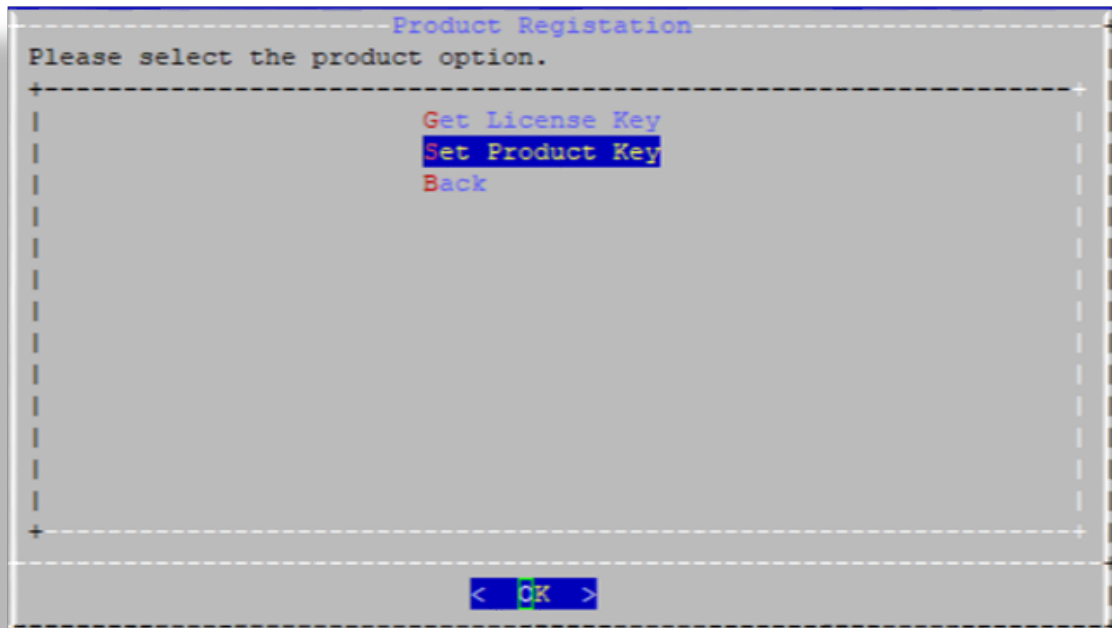 Product Registation
Please select the product option.
Get License Key
Set Product Key
Back
< OK >